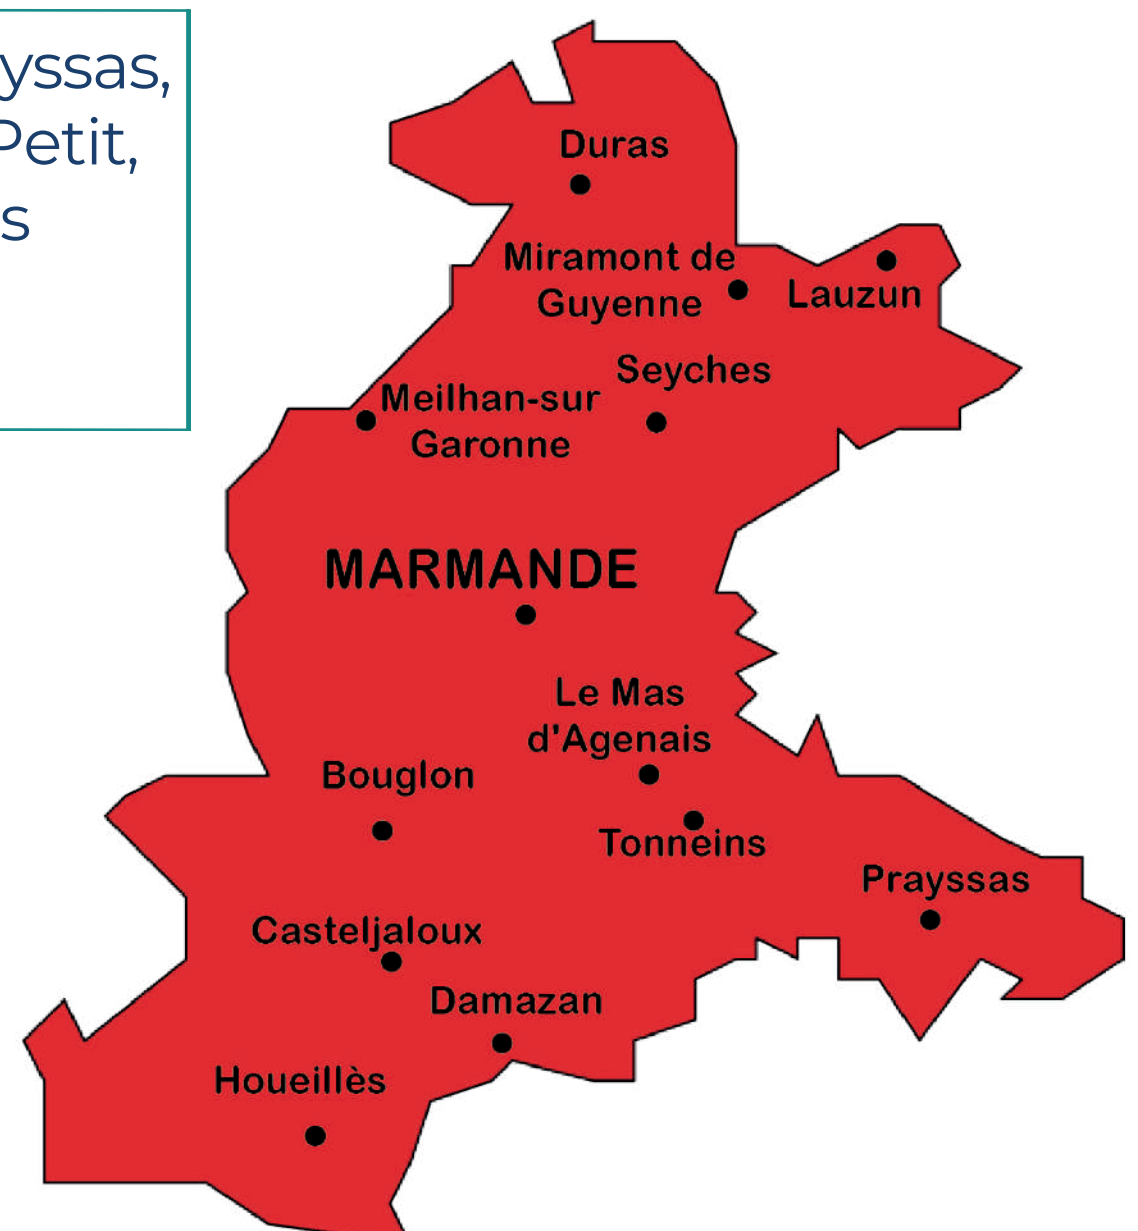 yssas,
Petit,
s
Duras
Miramont de
Guyenne
Lauzun
Seyches
Meilhan-sur
Garonne
MARMANDE
Le Mas
d'Agenais
Bouglon
Tonneins
Prayssas
Casteljaloux
Damazan
Houeillès